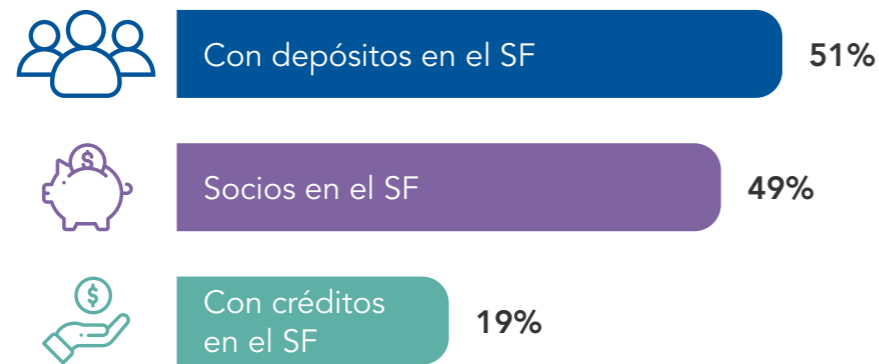 Con depósitos en el SF
51%
$
Socios en el SF
49%
$
Con créditos
en el SF
19%